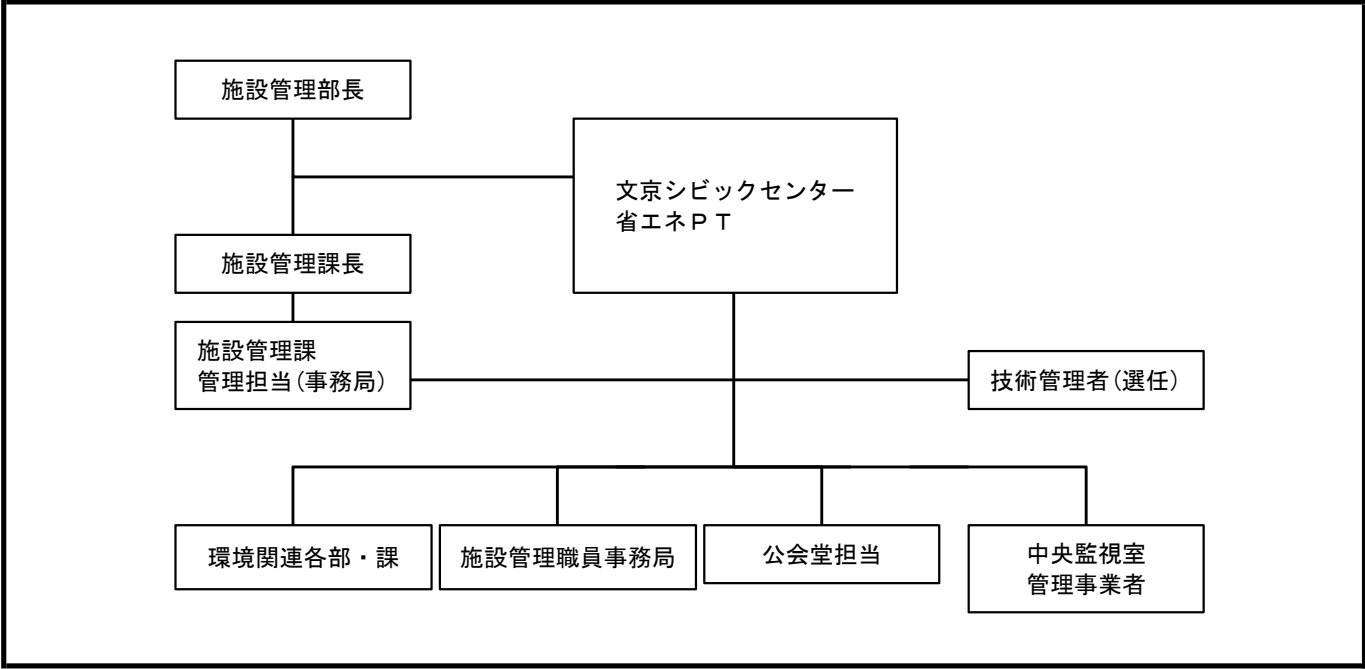 施設管理部長
文京シビックセンター
省エネＰＴ
施設管理課長
施設管理課
管理担当(事務局)
技術管理者(選任)
環境関連各部・課
施設管理職員事務局
公会堂担当
中央監視室
管理事業者